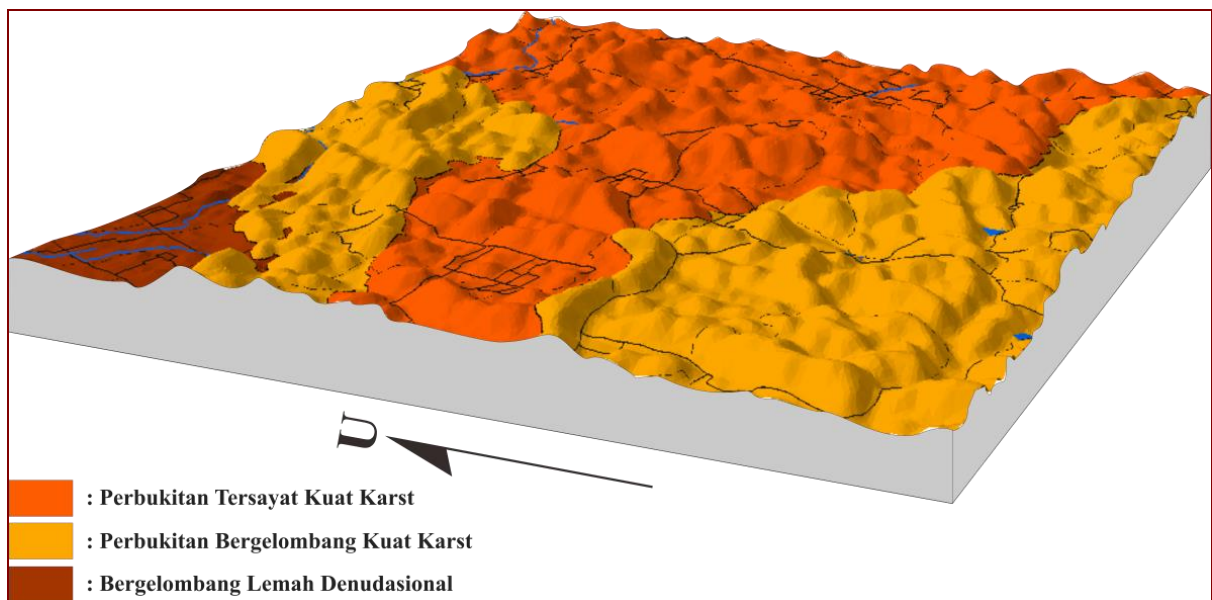 U
: Perbukitan Tersayat Kuat Karst
: Perbukitan Bergelombang Kuat Karst
: Bergelombang Lemah Denudasional